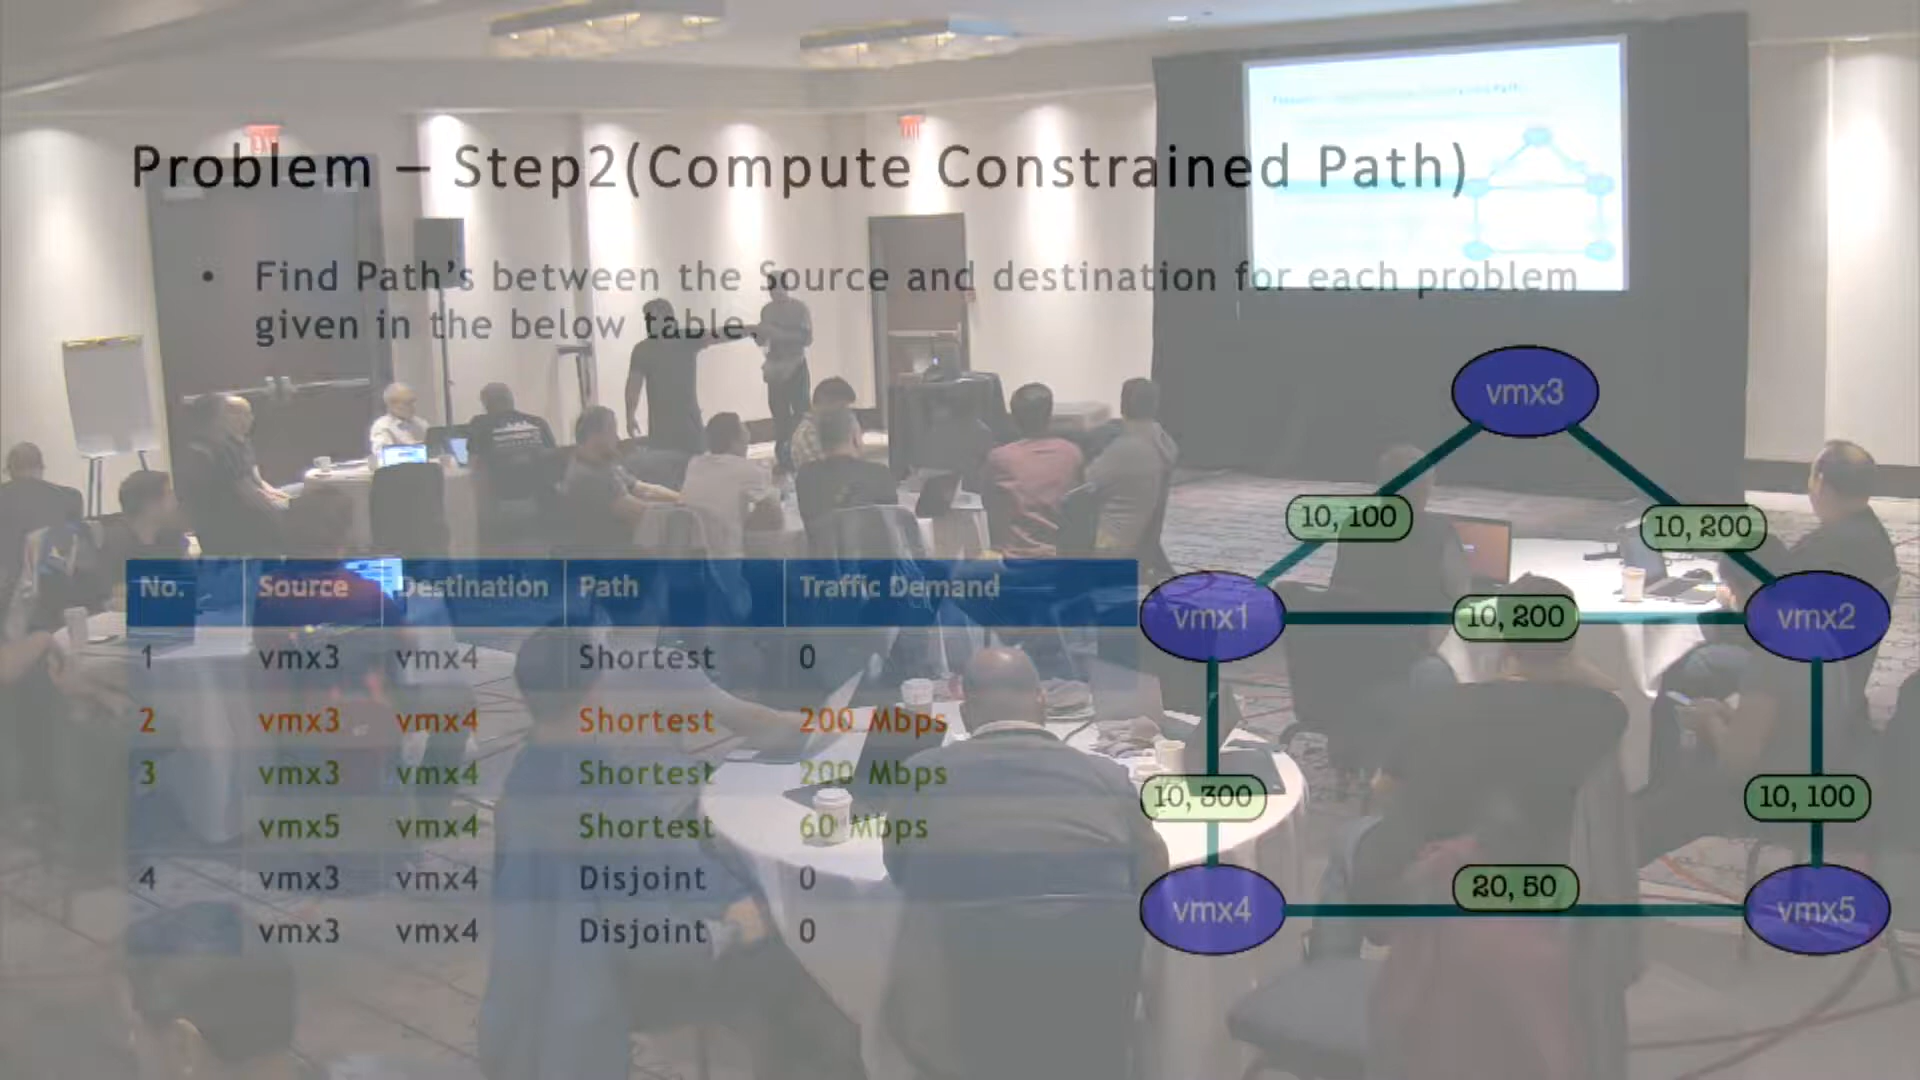 Problem – Step2(Compute Constrained Path)
• Find Path's between the Source and destination for each problem
given in the below table.
No. Source Destination Path Traffic Demand
1 vmx3 vmx4 Shortest 0
2 vmx3 vmx4 Shortest 200 Mbps
3 vmx3 vmx4 Shortest 200 Mbps
vmx5 vmx4 Shortest 60 Mbps
4 vmx3 vmx4 Disjoint 0
vmx3 vmx4 Disjoint 0
vmx3
10, 100
10, 200
vmx1
10, 200
vmx2
10, 300
10, 100
vmx4
20, 50
vmx5